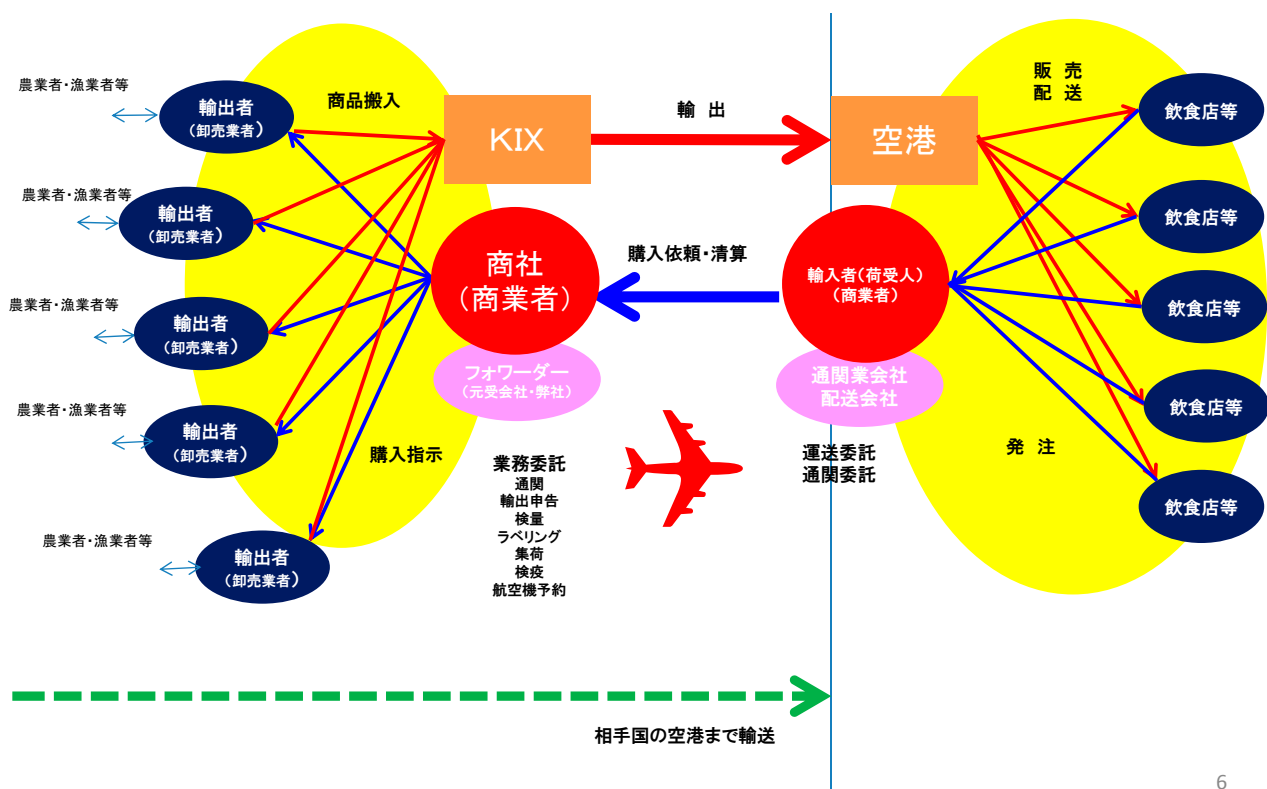 農業者・漁業者等
輸出者
（卸売業者）
農業者・漁業者等
輸出者
（卸売業者）
農業者・漁業者等
輸出者
（卸売業者）
農業者・漁業者等
輸出者
（卸売業者）
農業者・漁業者等
輸出者
（卸売業者）
商品搬入
KIX
商社
（商業者）
フォワーダー
（元受会社・弊社）
購入指示
業務委託
通関
輸出申告
検量
ラベリング
集荷
検疫
航空機予約
輸 出
購入依頼・清算
空港
輸入者（荷受人）
（商業者）
通関業会社
配送会社
運送委託
通関委託
販 売
配 送
発 注
飲食店等
飲食店等
飲食店等
飲食店等
飲食店等
相手国の空港まで輸送
6